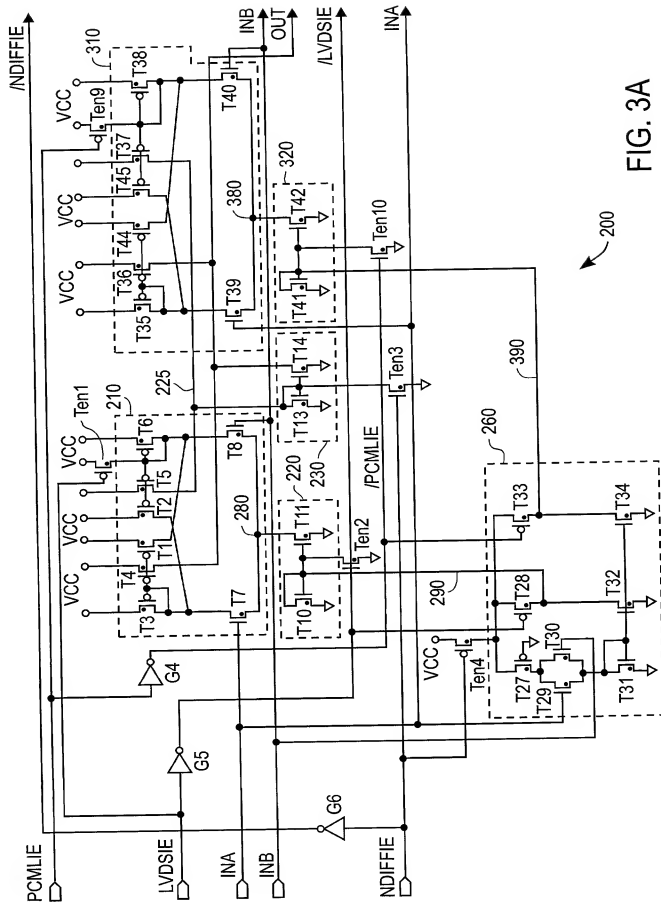 /NDIFFIE
INB
OUT
/LVDSIE
INA
310
VCC
Ten9
T38
T37
T45
VCC
T44
T36
VCC
T35
T40
T39
380
320
T42
T41
Ten10
225
Ten1
210
VCC
T6
T5
T2
VCC
T1
T4
VCC
T3
T8
T7
280
T14
T13
230
Ten3
220
T11
T10
Ten2
/PCMLIE
290
390
260
T33
T34
T28
T32
VCC
Ten4
T27
T30
T29
T31
G4
G5
G6
PCMLIE
LVDSIE
INA
INB
NDIFFIE
200
FIG. 3A